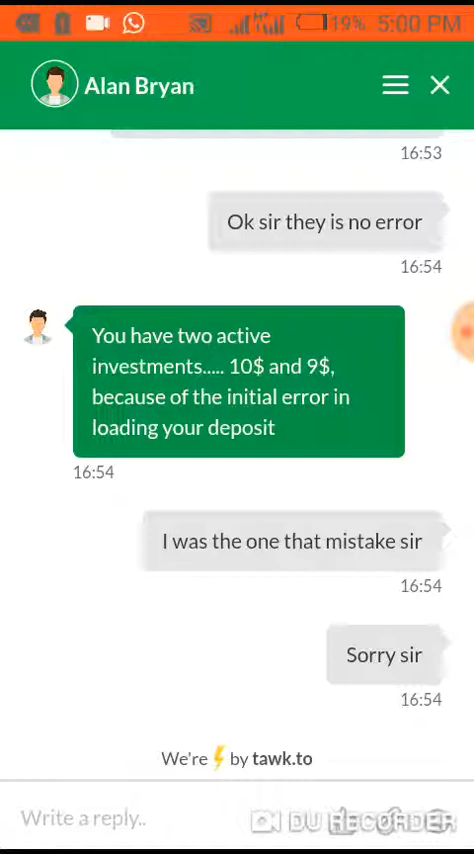 19% 5:00 PM
Alan Bryan
16:53
Ok sir they is no error
16:54
You have two active
investments..... 10$ and 9$,
because of the initial error in
loading your deposit
16:54
I was the one that mistake sir
16:54
Sorry sir
16:54
We're by tawk.to
Write a reply..
DU RECORDER